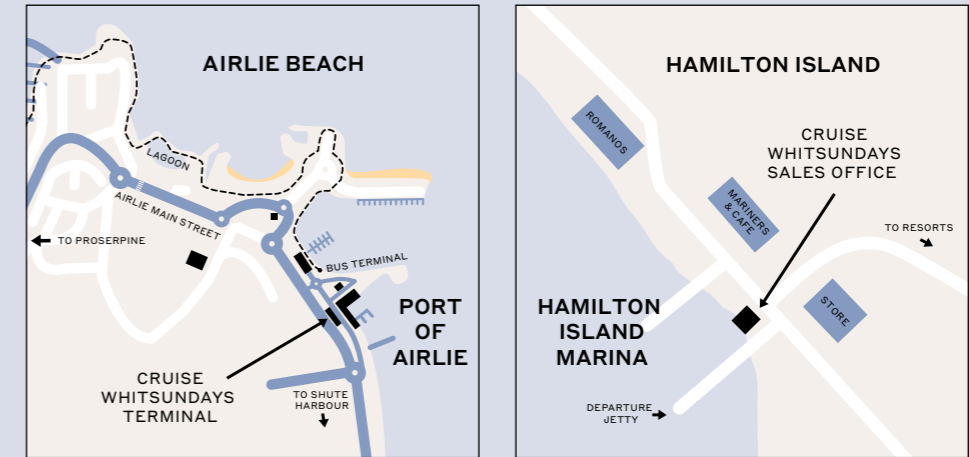 AIRLIE BEACH
LAGOON
AIRLIE MAIN STREET
TO PROSERPINE
BUS TERMINAL
PORT
OF
AIRLIE
CRUISE
WHITSUNDAYS
TERMINAL
TO SHUTE
HARBOUR
HAMILTON ISLAND
ROMANOS
CRUISE
WHITSUNDAYS
SALES OFFICE
MARINERS
& CAFE
TO RESORTS
HAMILTON
ISLAND
MARINA
STORE
DEPARTURE
JETTY